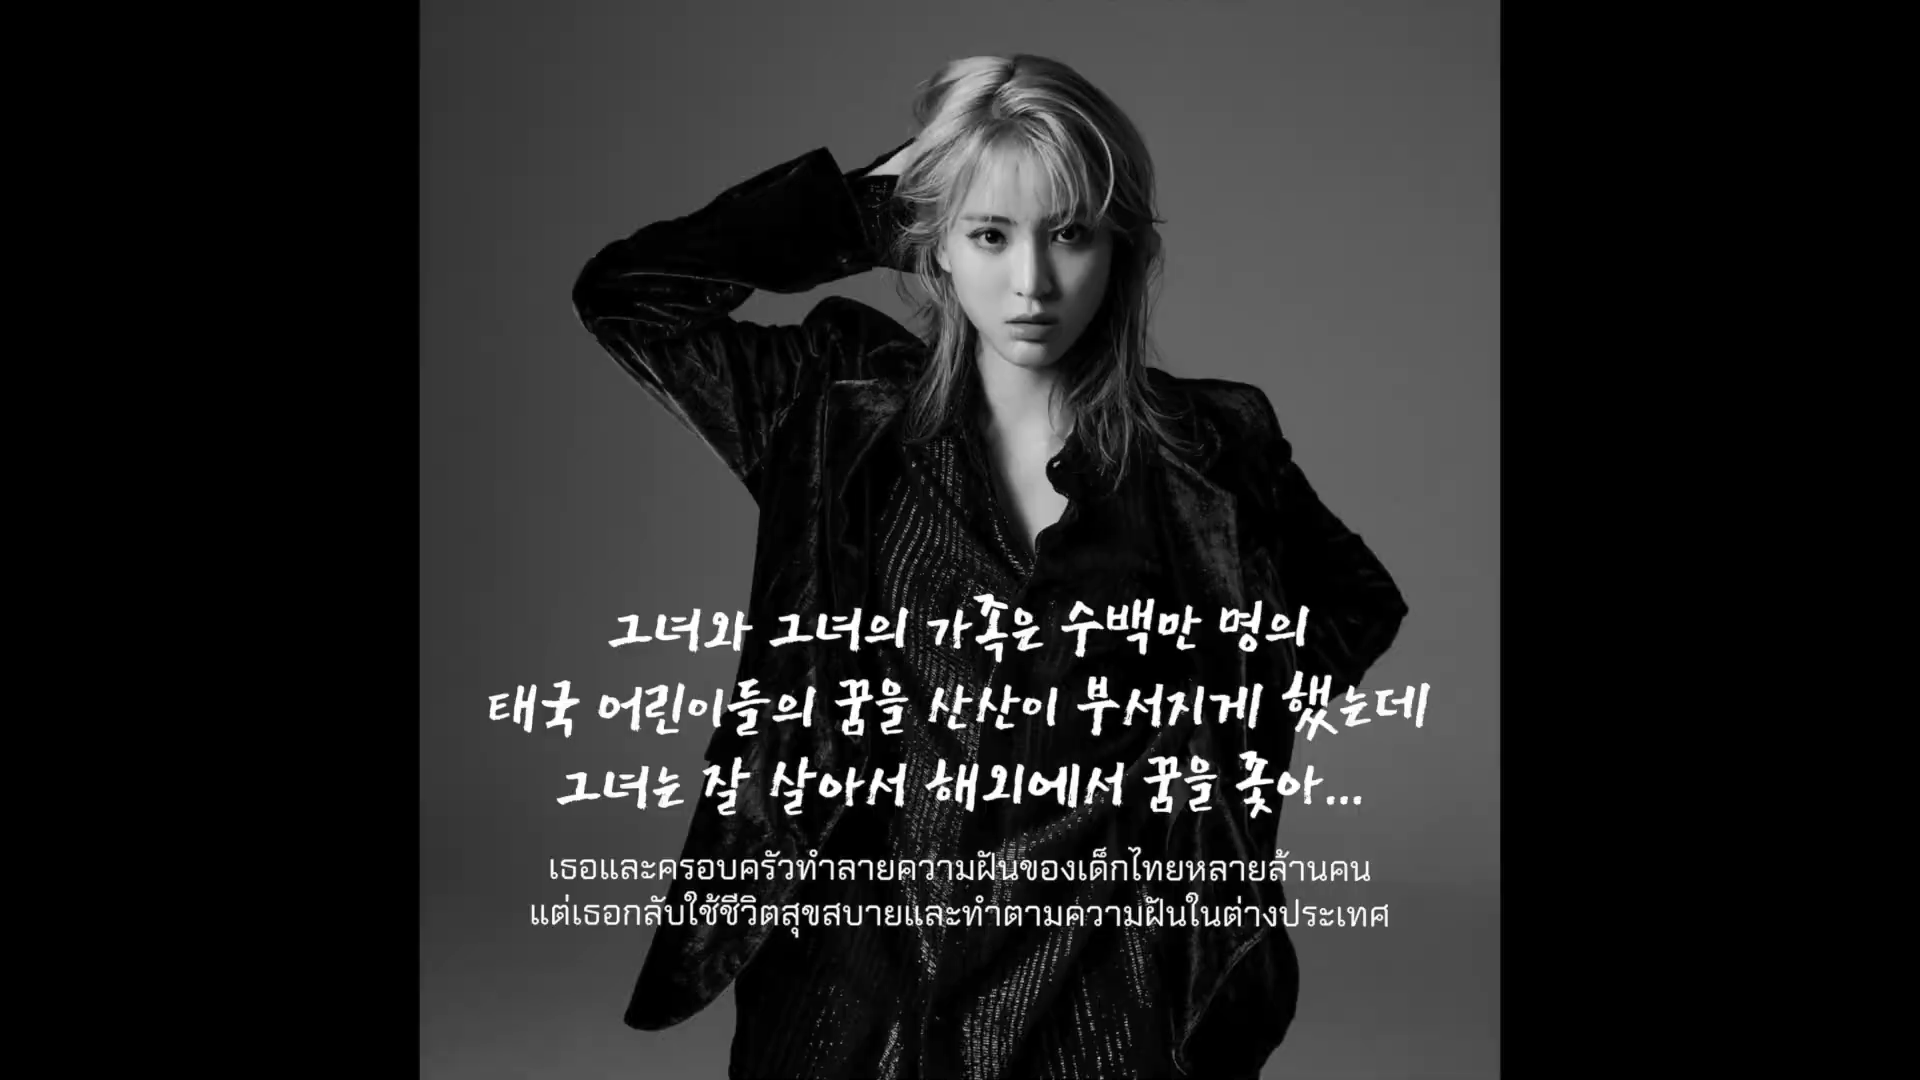 그녀와 그녀의 가족은 수백만 명의
태국 어린이들의 꿈을 산산이 부서지게 했는데
그녀는 잘 살아서 해외에서 꿈을 좇아...
เธอและครอบครัวทำลายความฝันของเด็กไทยหลายล้านคน
แต่เธอกลับใช้ชีวิตสุขสบายและทำตามความฝันในต่างประเทศ